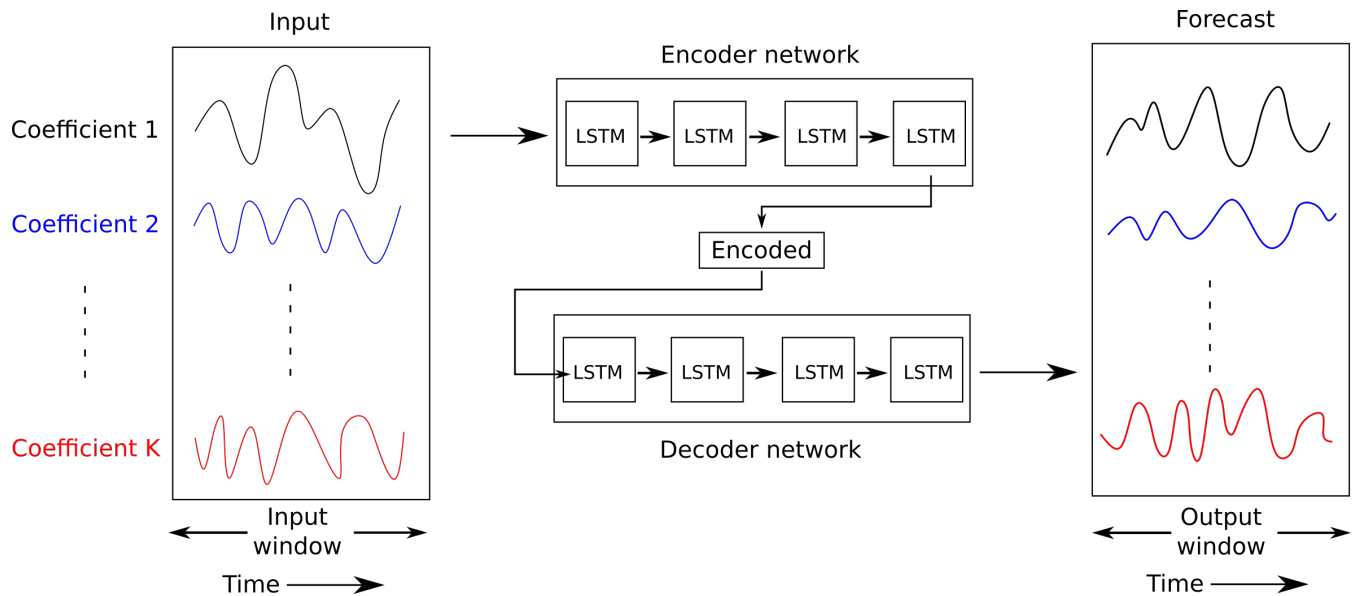 Input
Forecast
Encoder network
Coefficient 1
LSTM LSTM LSTM LSTM
Coefficient 2
Encoded
LSTM LSTM LSTM LSTM
Coefficient K
Decoder network
Input
window
Output
window
Time
Time